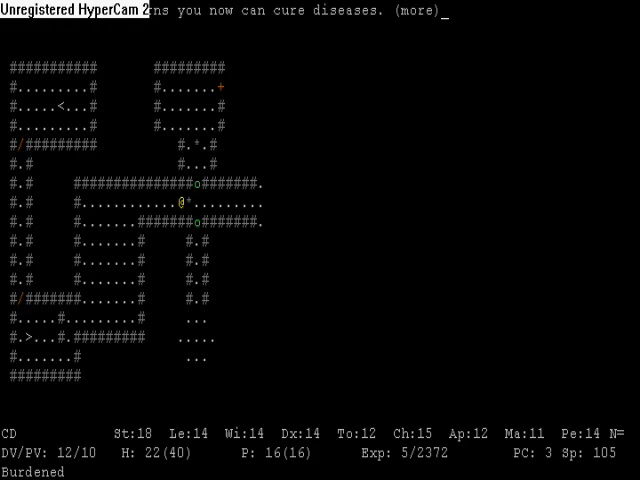 Unregistered HyperCam 2
ns you now can cure diseases. (more)_
###########       #########
#.........#       #.......+
#.....<...#       #.......#
#.........#       #.......#
#/#########          #.*.#
#.#                  #...#
#.#     ##############o#######.
#.#     #............@*.........
#.#     #.......#######o#######.
#.#     #.......#     #.#
#.#     #.......#     #.#
#.#     #.......#     #.#
#/#######.......#     #.#
#.....#.........#     ...
#.>...#.#########    .....
#.......#             ...
#########
CD St:18 Le:14 Wi:14 Dx:14 To:12 Ch:15 Ap:12 Ma:11 Pe:14 N=
DV/PV: 12/10 H: 22(40) P: 16(16) Exp: 5/2372 PC: 3 Sp: 105
Burdened